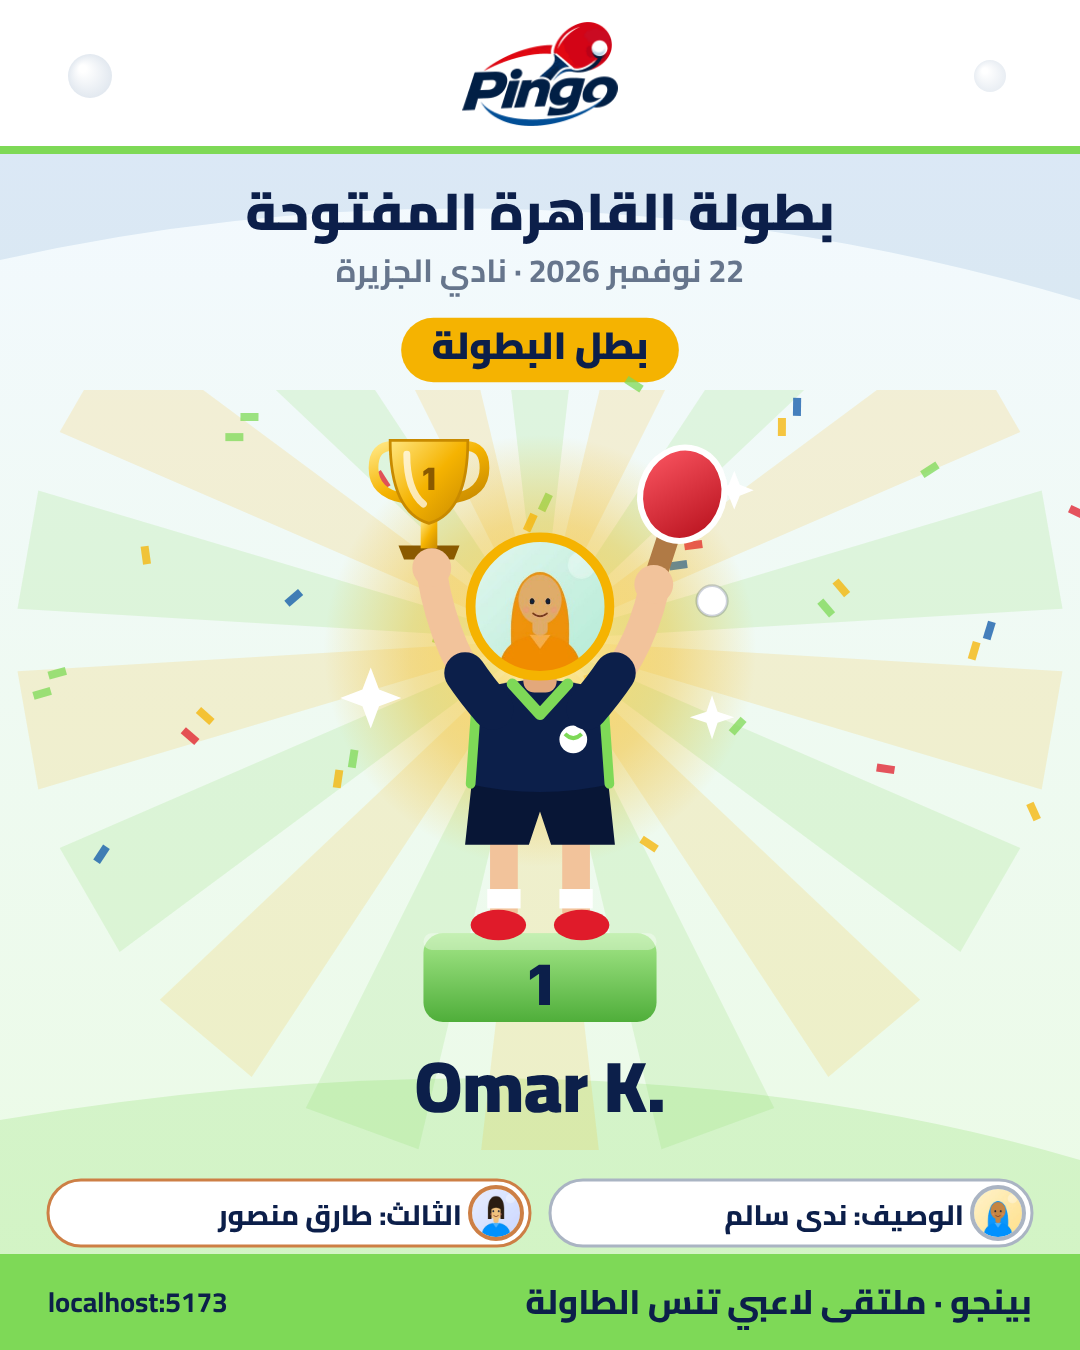 Pingo
بطولة القاهرة المفتوحة
22 نوفمبر 2026 · نادي الجزيرة
بطل البطولة
1
1
Omar K.
الوصيف: ندى سالم
الثالث: طارق منصور
بينجو · ملتقى لاعبي تنس الطاولة
localhost:5173